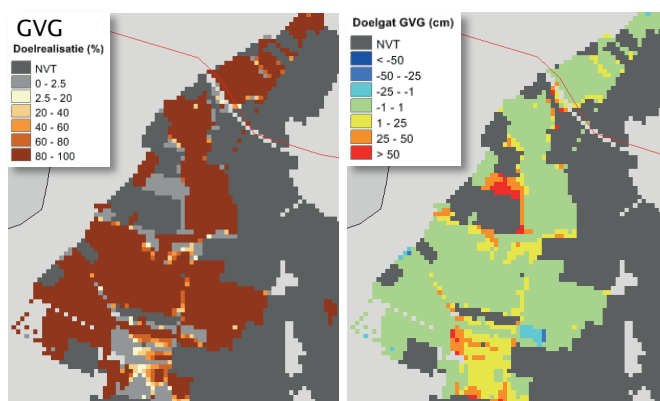 GVG
Doelrealisatie (%)
NVT
0 - 2.5
2.5 - 20
20 - 40
40 - 60
60 - 80
80 - 100
Doelgat GVG (cm)
NVT
< -50
-50 - -25
-25 - -1
-1 - 1
1 - 25
25 - 50
> 50